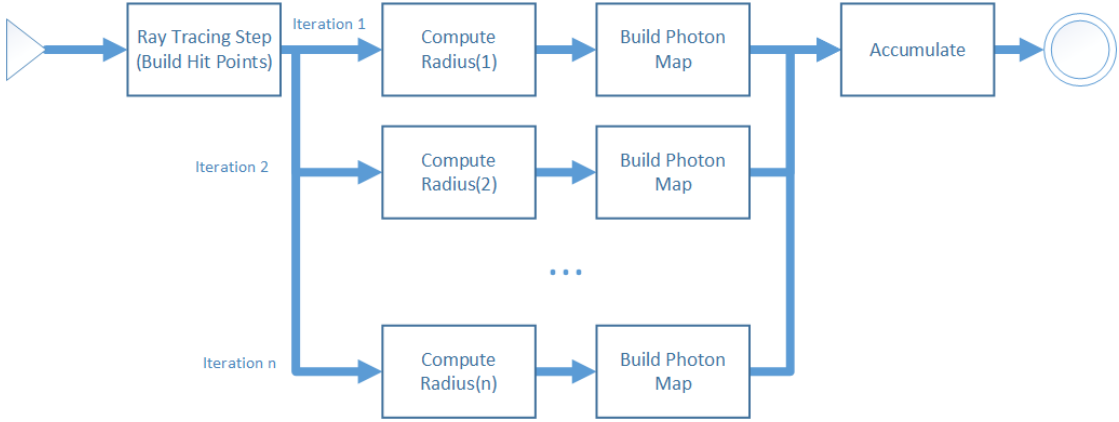 Iteration 1
Ray Tracing Step
(Build Hit Points)
Compute
Radius(1)
Build Photon
Map
Accumulate
Iteration 2
Compute
Radius(2)
Build Photon
Map
...
Iteration n
Compute
Radius(n)
Build Photon
Map